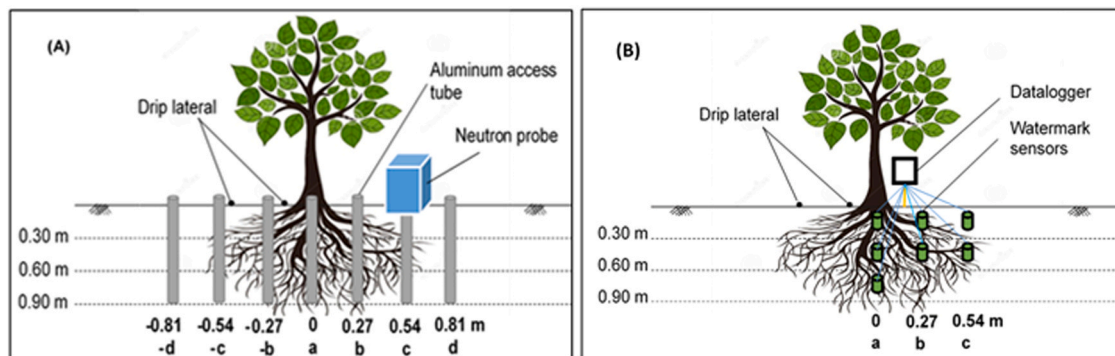 (A)
Drip lateral
Aluminum access
tube
Neutron probe
0.30 m
0.60 m
0.90 m
-0.81 -0.54 -0.27 0 0.27 0.54 0.81 m
-d -c -b a b c d
(B)
Drip lateral
Datalogger
Watermark
sensors
0.30 m
0.60 m
0.90 m
0 0.27 0.54 m
a b c